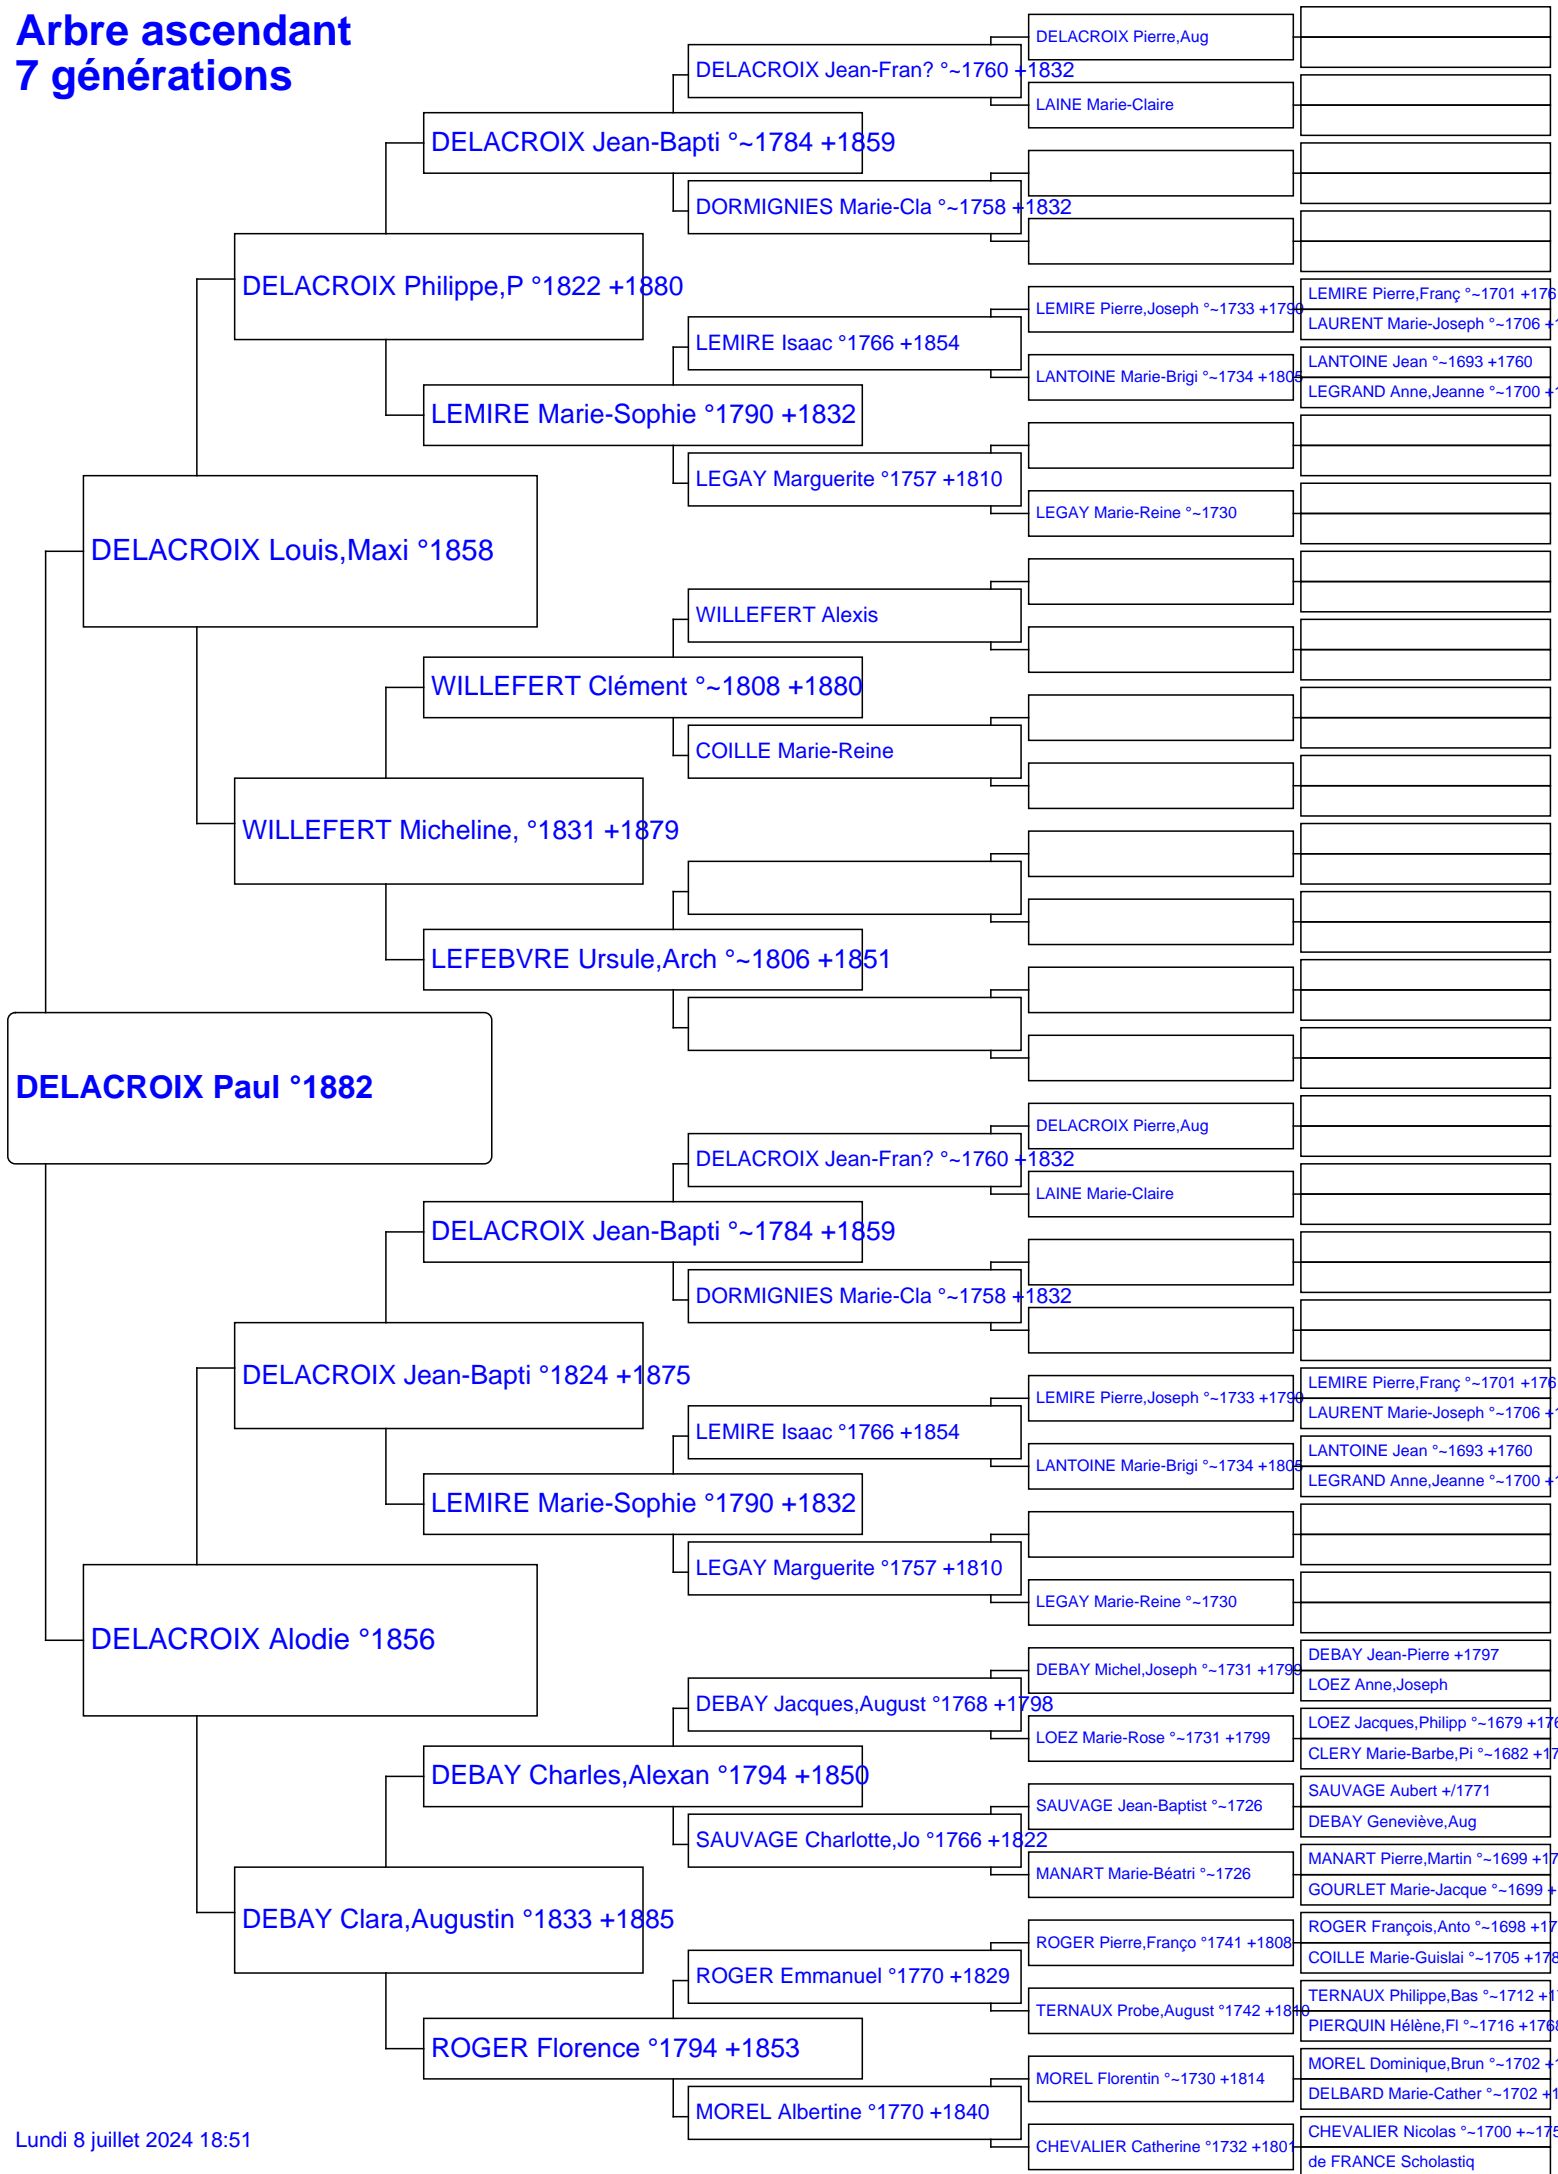 Arbre ascendant
7 générations
DELACROIX Paul °1882
DELACROIX Louis,Maxi °1858
DELACROIX Alodie °1856
DELACROIX Philippe,P °1822 +1880
WILLEFERT Micheline, °1831 +1879
DELACROIX Jean-Bapti °1824 +1875
DEBAY Clara,Augustin °1833 +1885
DELACROIX Jean-Bapti °~1784 +1859
LEMIRE Marie-Sophie °1790 +1832
WILLEFERT Clément °~1808 +1880
LEFEBVRE Ursule,Arch °~1806 +1851
DELACROIX Jean-Bapti °~1784 +1859
LEMIRE Marie-Sophie °1790 +1832
DEBAY Charles,Alexan °1794 +1850
ROGER Florence °1794 +1853
DELACROIX Jean-Fran? °~1760 +1832
DORMIGNIES Marie-Cla °~1758 +1832
LEMIRE Isaac °1766 +1854
LEGAY Marguerite °1757 +1810
WILLEFERT Alexis
COILLE Marie-Reine
DELACROIX Jean-Fran? °~1760 +1832
DORMIGNIES Marie-Cla °~1758 +1832
LEMIRE Isaac °1766 +1854
LEGAY Marguerite °1757 +1810
DEBAY Jacques,August °1768 +1798
SAUVAGE Charlotte,Jo °1766 +1822
ROGER Emmanuel °1770 +1829
MOREL Albertine °1770 +1840
DELACROIX Pierre,Aug
LAINE Marie-Claire
LEMIRE Pierre,Joseph °~1733 +1790
LANTOINE Marie-Brigi °~1734 +1805
LEGAY Marie-Reine °~1730
DELACROIX Pierre,Aug
LAINE Marie-Claire
LEMIRE Pierre,Joseph °~1733 +1790
LANTOINE Marie-Brigi °~1734 +1805
LEGAY Marie-Reine °~1730
DEBAY Michel,Joseph °~1731 +1799
LOEZ Marie-Rose °~1731 +1799
SAUVAGE Jean-Baptist °~1726
MANART Marie-Béatri °~1726
ROGER Pierre,Franço °1741 +1808
TERNAUX Probe,August °1742 +1810
MOREL Florentin °~1730 +1814
CHEVALIER Catherine °1732 +1801
LEMIRE Pierre,Franç °~1701 +176
LAURENT Marie-Joseph °~1706 +1
LANTOINE Jean °~1693 +1760
LEGRAND Anne,Jeanne °~1700 +1
LEMIRE Pierre,Franç °~1701 +176
LAURENT Marie-Joseph °~1706 +1
LANTOINE Jean °~1693 +1760
LEGRAND Anne,Jeanne °~1700 +1
DEBAY Jean-Pierre +1797
LOEZ Anne,Joseph
LOEZ Jacques,Philipp °~1679 +176
CLERY Marie-Barbe,Pi °~1682 +17
SAUVAGE Aubert +/1771
DEBAY Geneviève,Aug
MANART Pierre,Martin °~1699 +17
GOURLET Marie-Jacque °~1699 +
ROGER François,Anto °~1698 +17
COILLE Marie-Guislai °~1705 +178
TERNAUX Philippe,Bas °~1712 +1
PIERQUIN Hélène,Fl °~1716 +1768
MOREL Dominique,Brun °~1702 +1
DELBARD Marie-Cather °~1702 +1
CHEVALIER Nicolas °~1700 +~175
de FRANCE Scholastiq
Lundi 8 juillet 2024 18:51